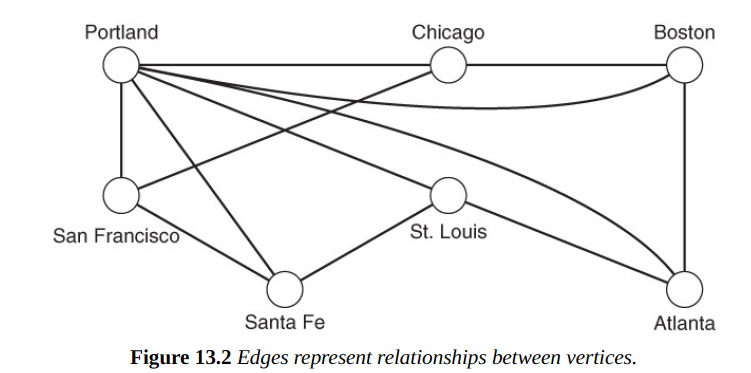 Portland
Chicago
Boston
San Francisco
St. Louis
Santa Fe
Atlanta
Figure 13.2 Edges represent relationships between vertices.